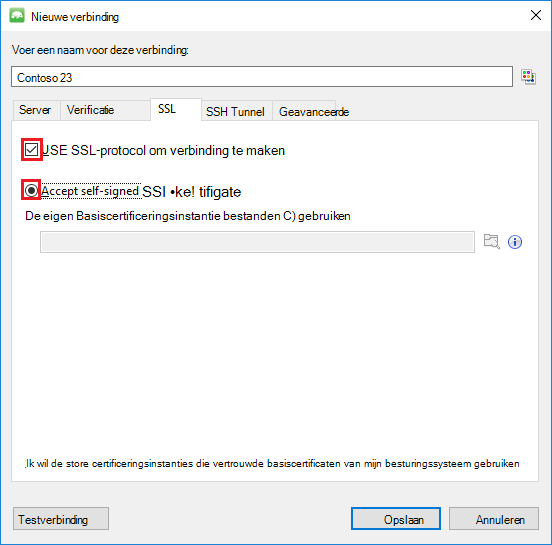 Nieuwe verbinding
Voer een naam voor deze verbinding:
Contoso 23
Server Verificatie SSL SSH Tunnel Geavanceerde
USE SSL-protocol om verbinding te maken
Accept self-signed SSI •ke! tifigate
De eigen Basiscertificeringsinstantie bestanden C) gebruiken
.Ik wil de store certificeringsinstanties die vertrouwde basiscertificaten van mijn besturingssysteem gebruiken
Testverbinding Opslaan Annuleren